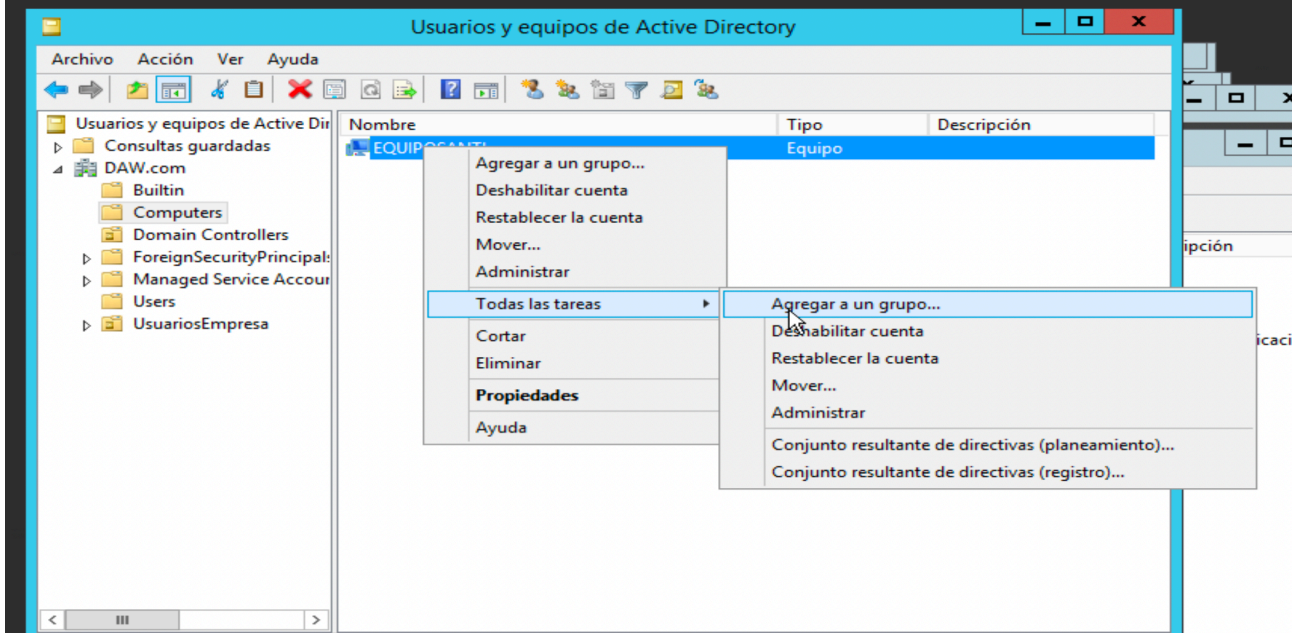 Usuarios y equipos de Active Directory
Archivo Acción Ver Ayuda
Usuarios y equipos de Active Dir
Consultas guardadas
DAW.com
Builtin
Computers
Domain Controllers
ForeignSecurityPrincipals
Managed Service Accour
Users
UsuariosEmpresa
Nombre Tipo Descripción
Equipo
Agregar a un grupo...
Deshabilitar cuenta
Restablecer la cuenta
Mover...
Administrar
Todas las tareas
Cortar
Eliminar
Propiedades
Ayuda
Agregar a un grupo...
Deshabilitar cuenta
Restablecer la cuenta
Mover...
Administrar
Conjunto resultante de directivas (planeamiento)...
Conjunto resultante de directivas (registro)...
ipción
icaci